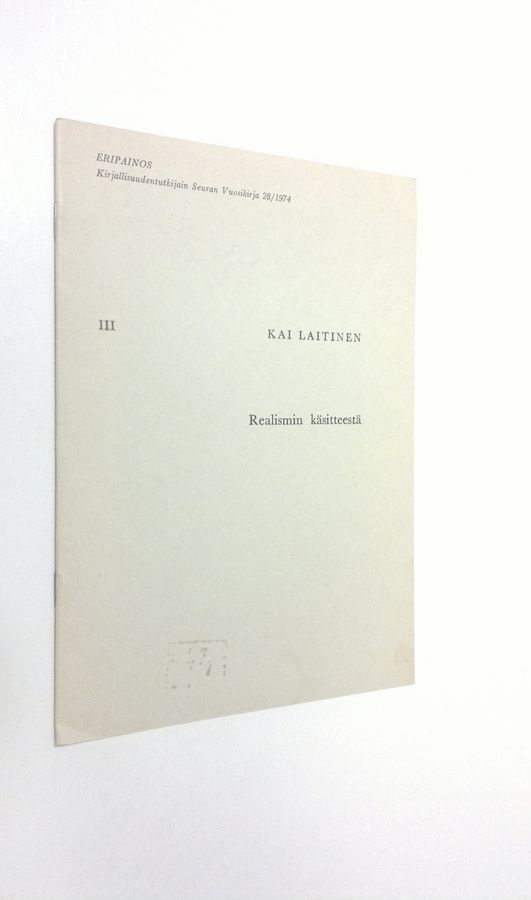 ERIPAINOS
Kirjallisuudentutkijain Seuran Vuosikirja 28/1974
III
KAI LAITINEN
Realismin käsitteestä